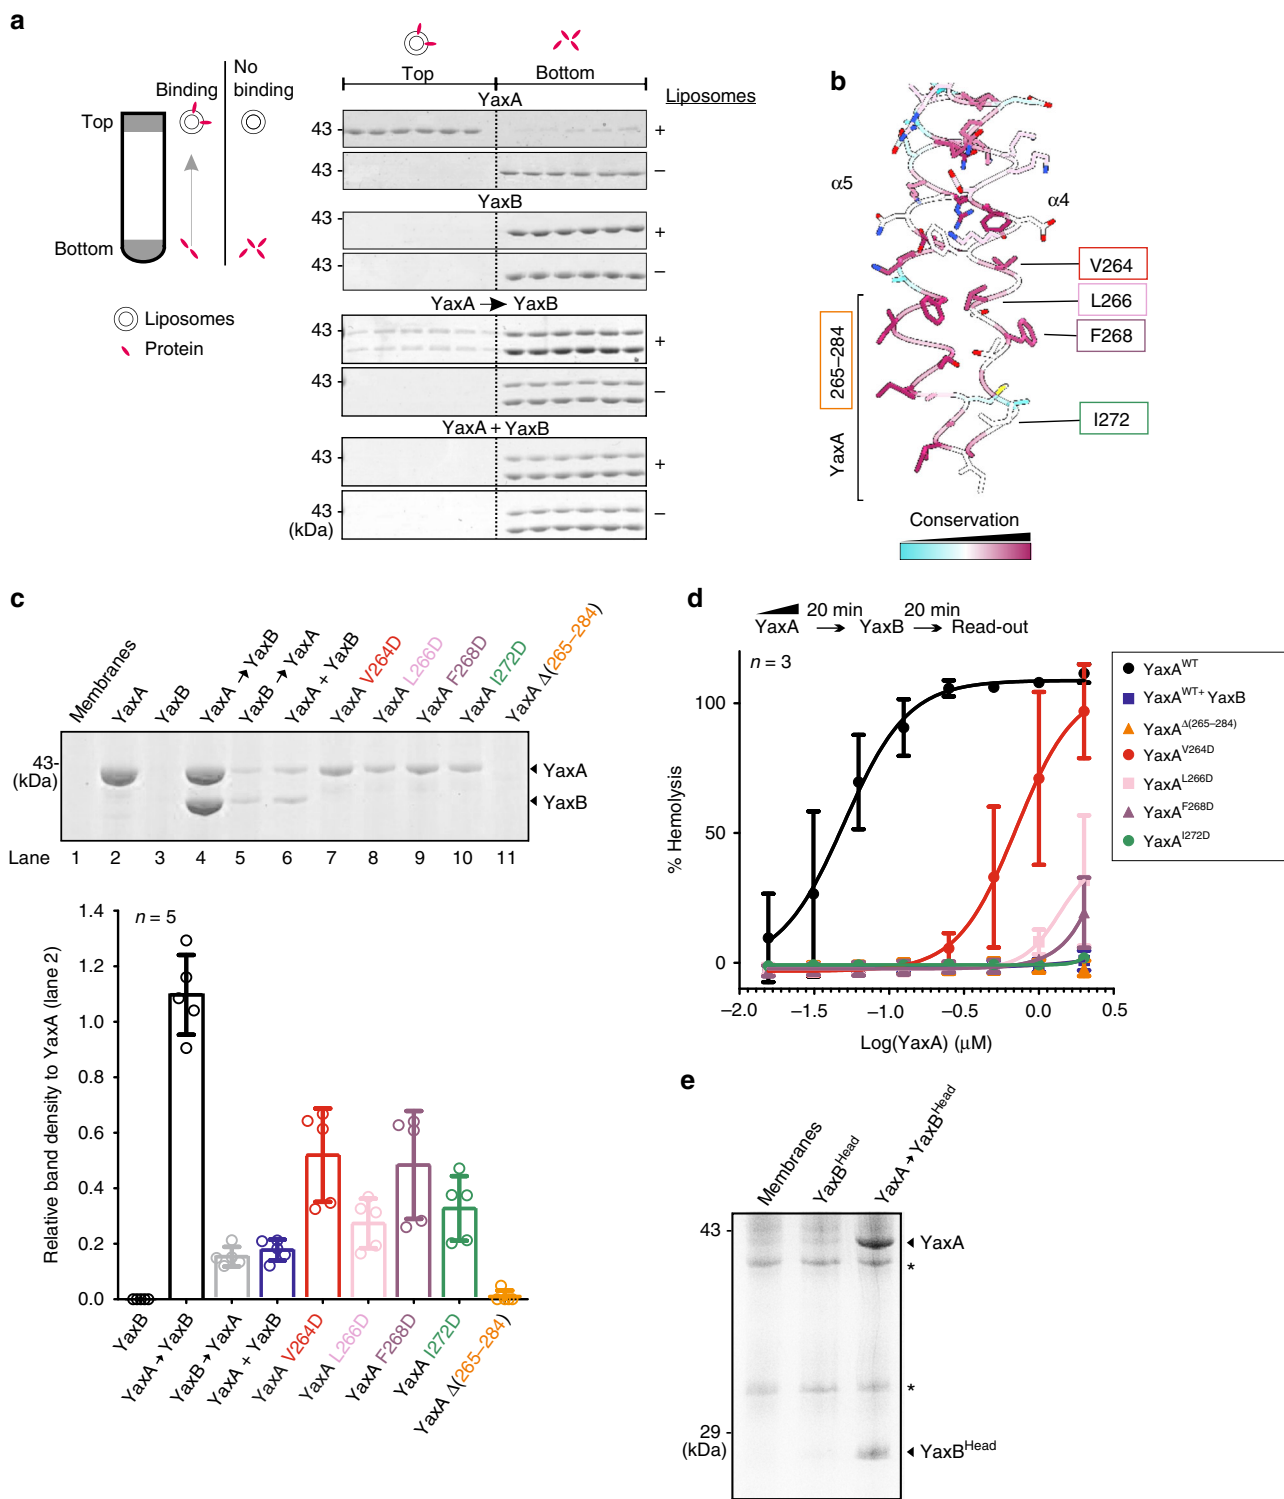 a
Binding
No binding
Top
Bottom
Liposomes
Protein
Top
Bottom
Liposomes
YaxA
43
+
43
–
YaxB
43
+
43
–
YaxA → YaxB
43
+
43
–
YaxA + YaxB
43
+
43
(kDa)
–
b
α5
α4
V264
L266
F268
I272
265–284
YaxA
Conservation
c
Membranes
YaxA
YaxB
YaxA → YaxB
YaxB → YaxA
YaxA + YaxB
YaxA V264D
YaxA L266D
YaxA F268D
YaxA I272D
YaxA Δ(265–284)
43-
(kDa)
YaxA
YaxB
Lane 1 2 3 4 5 6 7 8 9 10 11
Relative band density to YaxA (lane 2)
n = 5
1.4
1.2
1.0
0.8
0.6
0.4
0.2
0.0
YaxB
YaxA → YaxB
YaxB → YaxA
YaxA + YaxB
YaxA V264D
YaxA L266D
YaxA F268D
YaxA I272D
YaxA Δ(265–284)
d
20 min 20 min
YaxA → YaxB → Read-out
n = 3
% Hemolysis
100
50
0
–2.0 –1.5 –1.0 –0.5 0.0 0.5
Log(YaxA) (μM)
YaxA^WT
YaxA^WT+ YaxB
YaxA^Δ(265–284)
YaxA^V264D
YaxA^L266D
YaxA^F268D
YaxA^I272D
e
Membranes
YaxB^Head
YaxA → YaxB^Head
43
YaxA
*
*
29
(kDa)
YaxB^Head